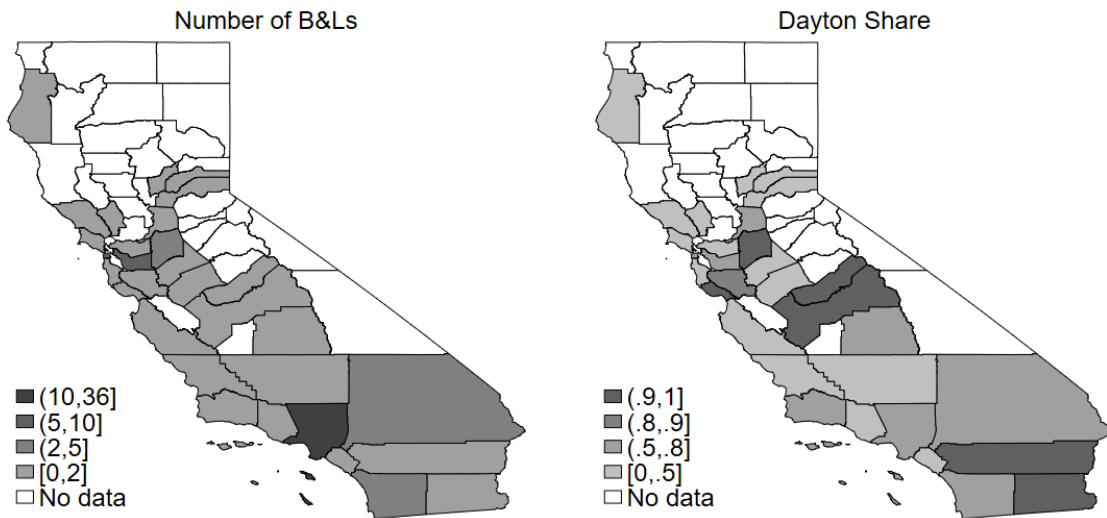 Number of B&Ls
(10,36]
(5,10]
(2,5]
[0,2]
No data
Dayton Share
(.9,1]
(.8,.9]
(.5,.8]
[0,.5]
No data